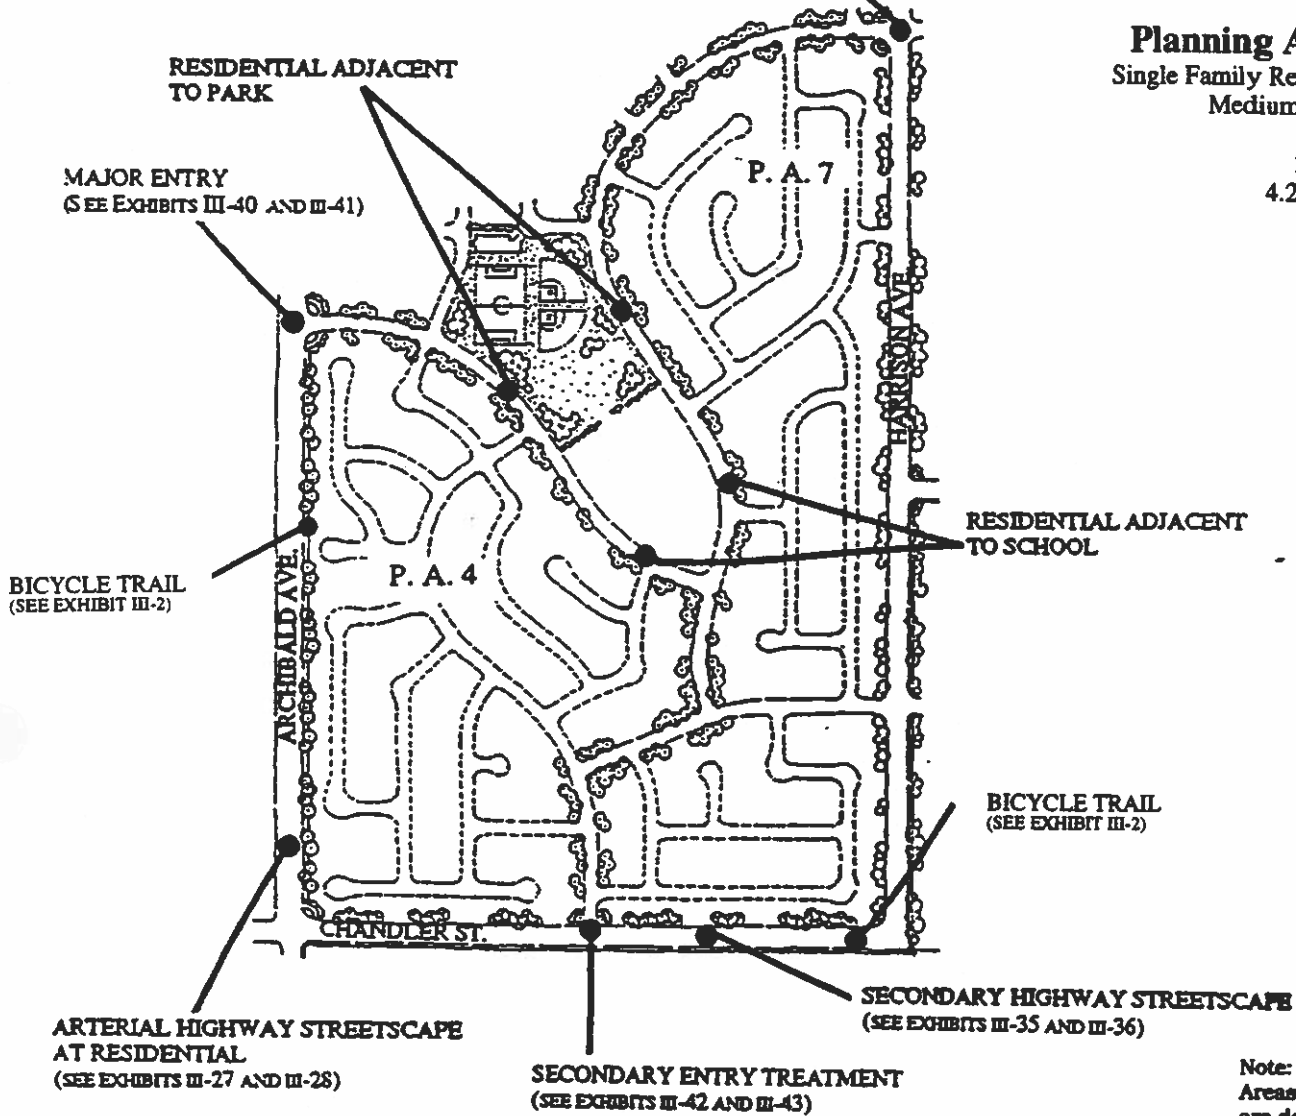 Planning A
Single Family Re
Medium
4.2
RESIDENTIAL ADJACENT
TO PARK
MAJOR ENTRY
(SEE EXHIBITS III-40 AND III-41)
P. A. 7
HARRISON AVE
RESIDENTIAL ADJACENT
TO SCHOOL
BICYCLE TRAIL
(SEE EXHIBIT III-2)
P. A. 4
ARCHIBALD AVE.
BICYCLE TRAIL
(SEE EXHIBIT III-2)
CHANDLER ST.
SECONDARY HIGHWAY STREETSCAPE
(SEE EXHIBITS III-35 AND III-36)
ARTERIAL HIGHWAY STREETSCAPE
AT RESIDENTIAL
(SEE EXHIBITS III-27 AND III-28)
SECONDARY ENTRY TREATMENT
(SEE EXHIBITS III-42 AND III-43)
Note:
Areas